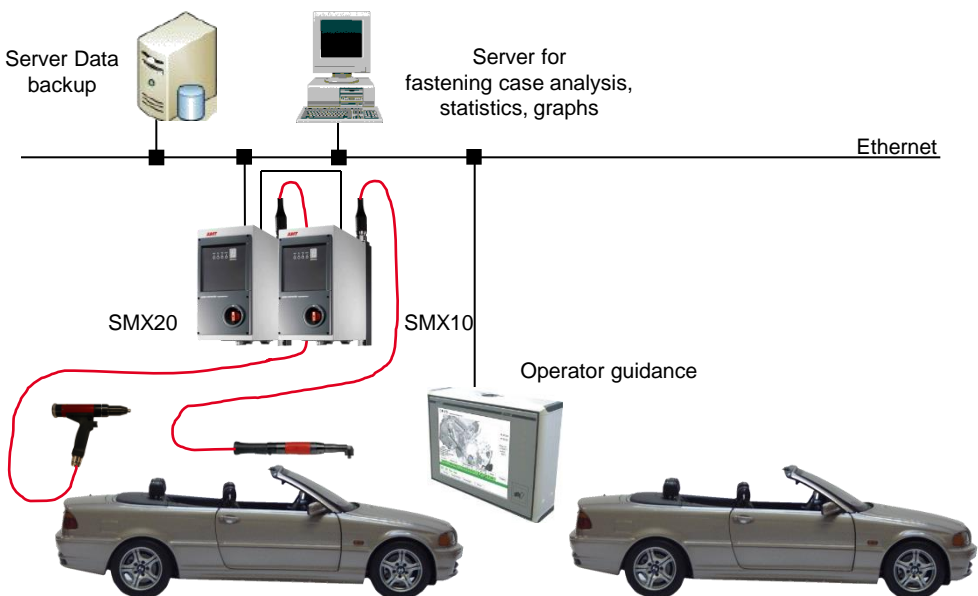 Server Data
backup
Server for
fastening case analysis,
statistics, graphs
Ethernet
SMX20
SMX10
Operator guidance